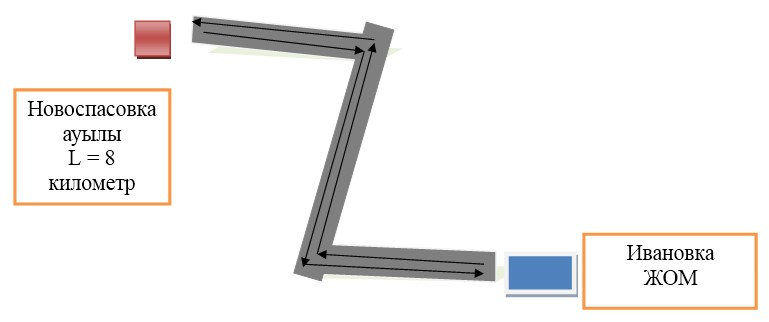 Новоспасовка
ауылы
L = 8
километр
Ивановка
ЖОМ